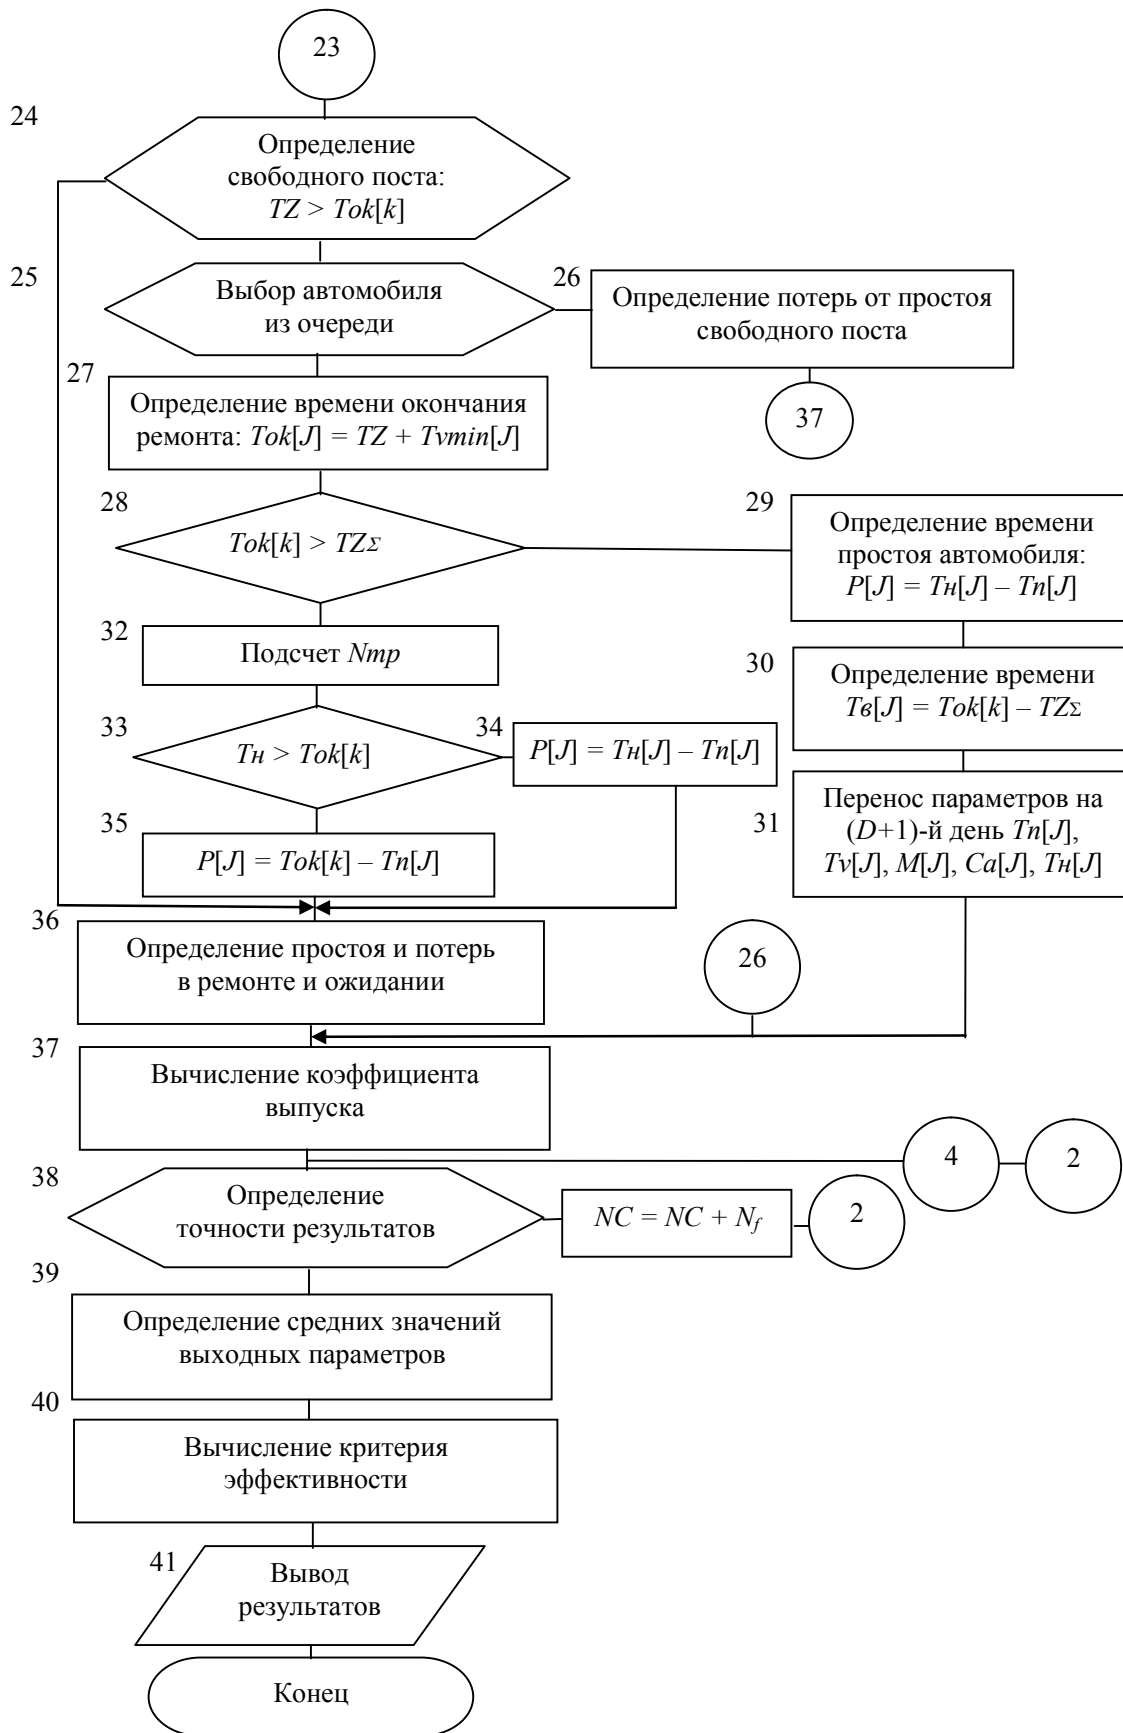 23
24
Определение
свободного поста:
TZ > Tok[k]
25
Выбор автомобиля
из очереди
26
Определение потерь от простоя
свободного поста
37
27
Определение времени окончания
ремонта: Tok[J] = TZ + Tvmin[J]
28
Tok[k] > TZΣ
29
Определение времени
простоя автомобиля:
P[J] = Tн[J] – Tn[J]
32
Подсчет Nmp
30
Определение времени
Tв[J] = Tok[k] – TZΣ
33
Tн > Tok[k]
34
P[J] = Tн[J] – Tn[J]
31
Перенос параметров на
(D+1)-й день Tn[J],
Tv[J], M[J], Ca[J], Tн[J]
35
P[J] = Tok[k] – Tn[J]
36
Определение простоя и потерь
в ремонте и ожидании
26
37
Вычисление коэффициента
выпуска
4
2
38
Определение
точности результатов
NC = NC + Nf
2
39
Определение средних значений
выходных параметров
40
Вычисление критерия
эффективности
41
Вывод
результатов
Конец